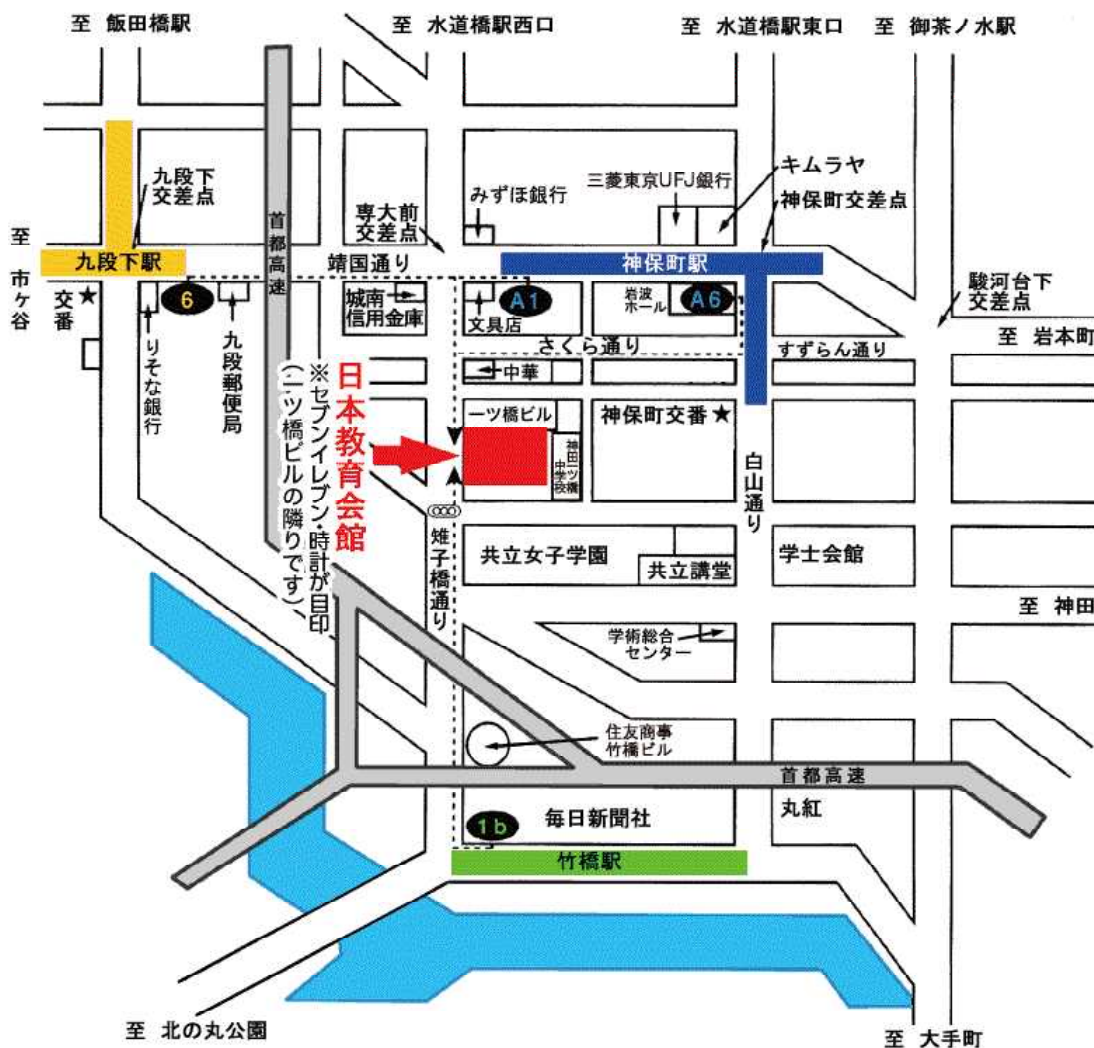 至 飯田橋駅
至 水道橋駅西口
至 水道橋駅東口
至 御茶ノ水駅
九段下
交差点
首都高速
専大前
交差点
みずほ銀行
三菱東京UFJ銀行
キムラヤ
神保町交差点
至 市ヶ谷
九段下駅
靖国通り
神保町駅
交番★
6
城南
信用金庫
文具店
A1
岩波
ホール
A6
駿河台下
交差点
至 岩本町
りそな銀行
九段郵便局
さくら通り
すずらん通り
中華
日本教育会館
※セブンイレブン・時計が目印
（一ツ橋ビルの隣りです）
一ツ橋ビル
神田一ツ橋
中学校
神保町交番★
白山通り
雉子橋通り
共立女子学園
共立講堂
学士会館
至 神田
学術総合
センター
住友商事
竹橋ビル
首都高速
丸紅
1b
毎日新聞社
竹橋駅
至 北の丸公園
至 大手町